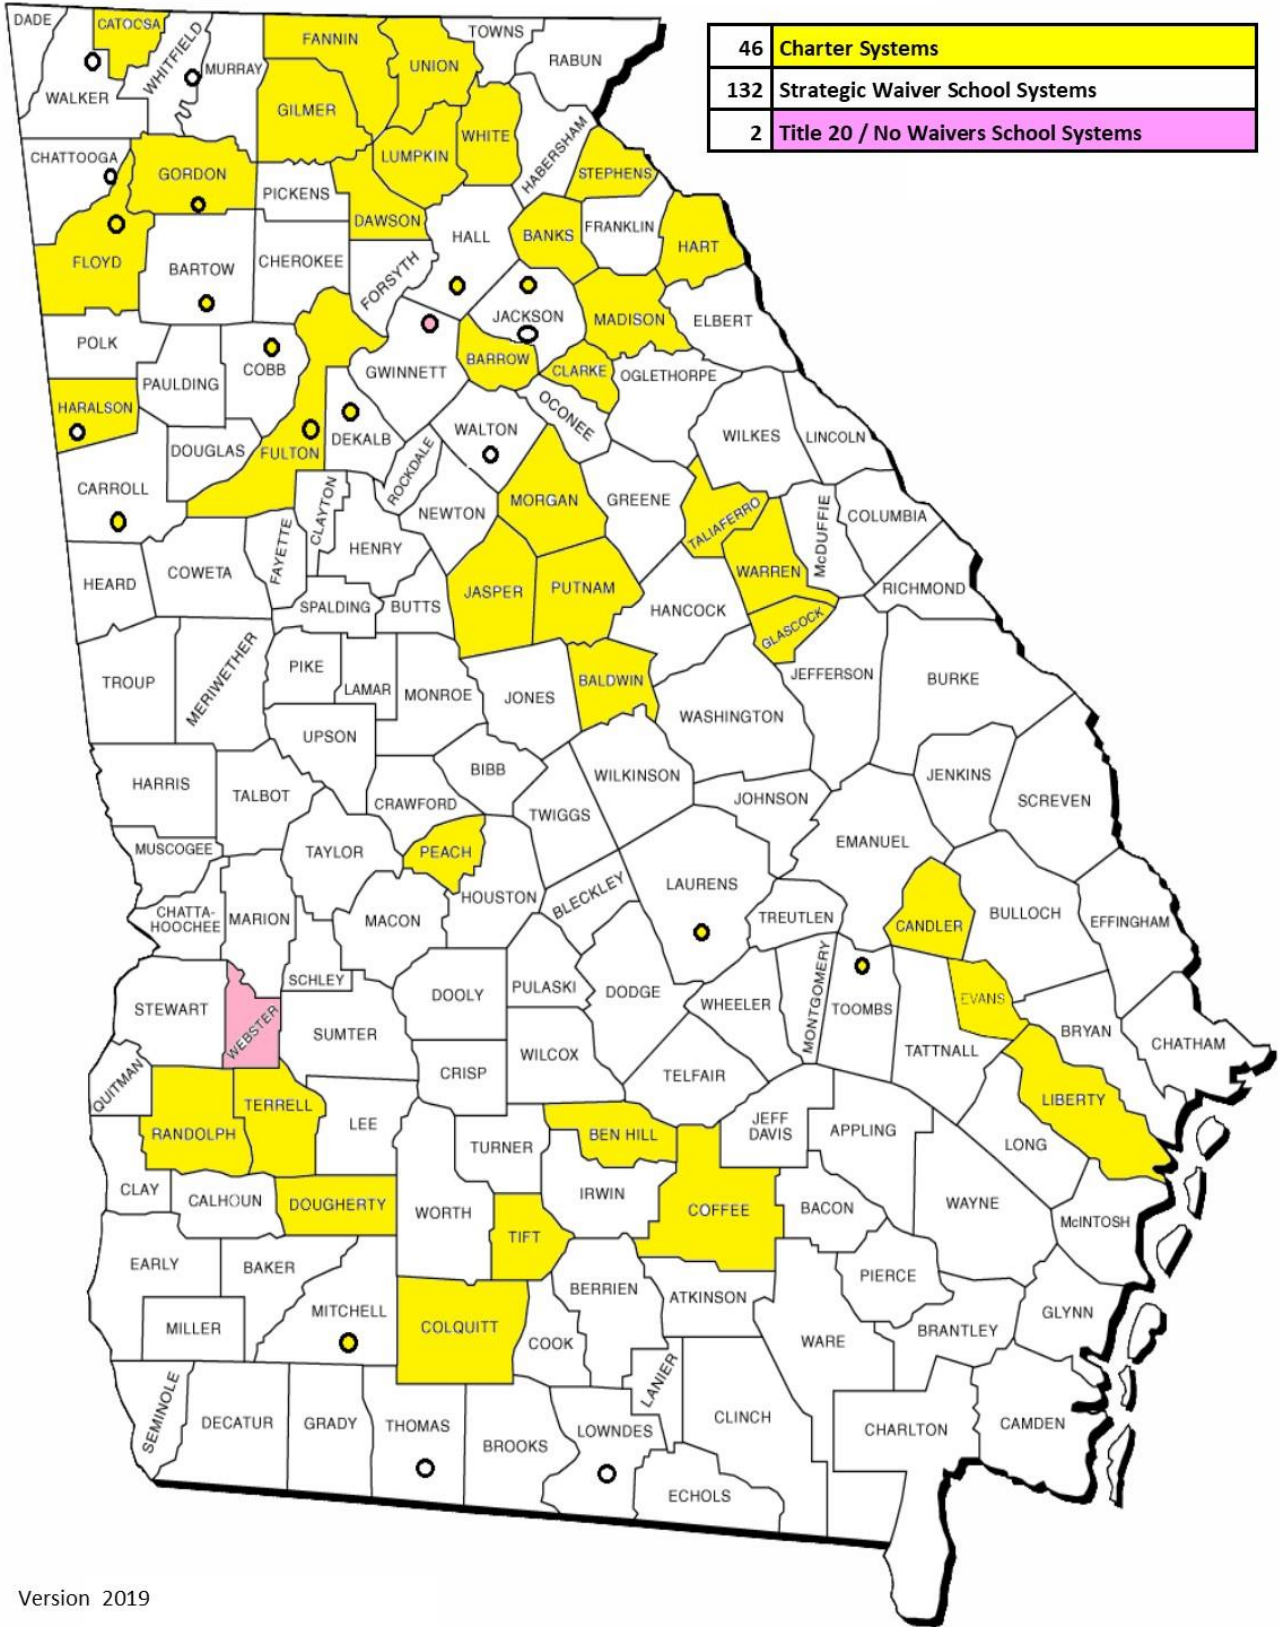 46 Charter Systems
132 Strategic Waiver School Systems
2 Title 20 / No Waivers School Systems
DADE
CATOOSA
WHITFIELD
MURRAY
FANNIN
UNION
TOWNS
RABUN
WALKER
GILMER
WHITE
HABERSHAM
CHATTOOGA
GORDON
PICKENS
LUMPKIN
STEPHENS
DAWSON
HALL
BANKS
FRANKLIN
HART
FLOYD
BARTOW
CHEROKEE
FORSYTH
JACKSON
MADISON
ELBERT
POLK
PAULDING
COBB
GWINNETT
BARROW
CLARKE
OGLETHORPE
HARALSON
DOUGLAS
FULTON
DEKALB
ROCKDALE
WALTON
OCONEE
WILKES
LINCOLN
CARROLL
CLAYTON
NEWTON
MORGAN
GREENE
TALIAFERRO
McDUFFIE
COLUMBIA
HEARD
COWETA
FAYETTE
HENRY
JASPER
PUTNAM
WARREN
RICHMOND
SPALDING
BUTTS
HANCOCK
GLASCOCK
TROUP
MERIWETHER
PIKE
LAMAR
MONROE
JONES
BALDWIN
JEFFERSON
BURKE
UPSON
WASHINGTON
HARRIS
TALBOT
BIBB
WILKINSON
JENKINS
CRAWFORD
TWIGGS
JOHNSON
SCREVEN
MUSCOGEE
TAYLOR
PEACH
EMANUEL
CHATTA-
HOOCHEE
MARION
MACON
HOUSTON
BLECKLEY
LAURENS
TREUTLEN
CANDLER
BULLOCH
EFFINGHAM
STEWART
WEBSTER
SCHLEY
DOOLY
PULASKI
DODGE
WHEELER
MONTGOMERY
TOOMBS
EVANS
SUMTER
TATTNALL
BRYAN
CHATHAM
QUITMAN
CRISP
WILCOX
TELFAIR
RANDOLPH
TERRELL
LEE
TURNER
BEN HILL
JEFF
DAVIS
APPLING
LIBERTY
LONG
CLAY
CALHOUN
DOUGHERTY
WORTH
IRWIN
COFFEE
BACON
WAYNE
McINTOSH
TIFT
EARLY
BAKER
BERRIEN
ATKINSON
PIERCE
MILLER
MITCHELL
COLQUITT
COOK
WARE
BRANTLEY
GLYNN
SEMINOLE
DECATUR
GRADY
THOMAS
BROOKS
LOWNDES
LANIER
CLINCH
CHARLTON
CAMDEN
ECHOLS
Version 2019